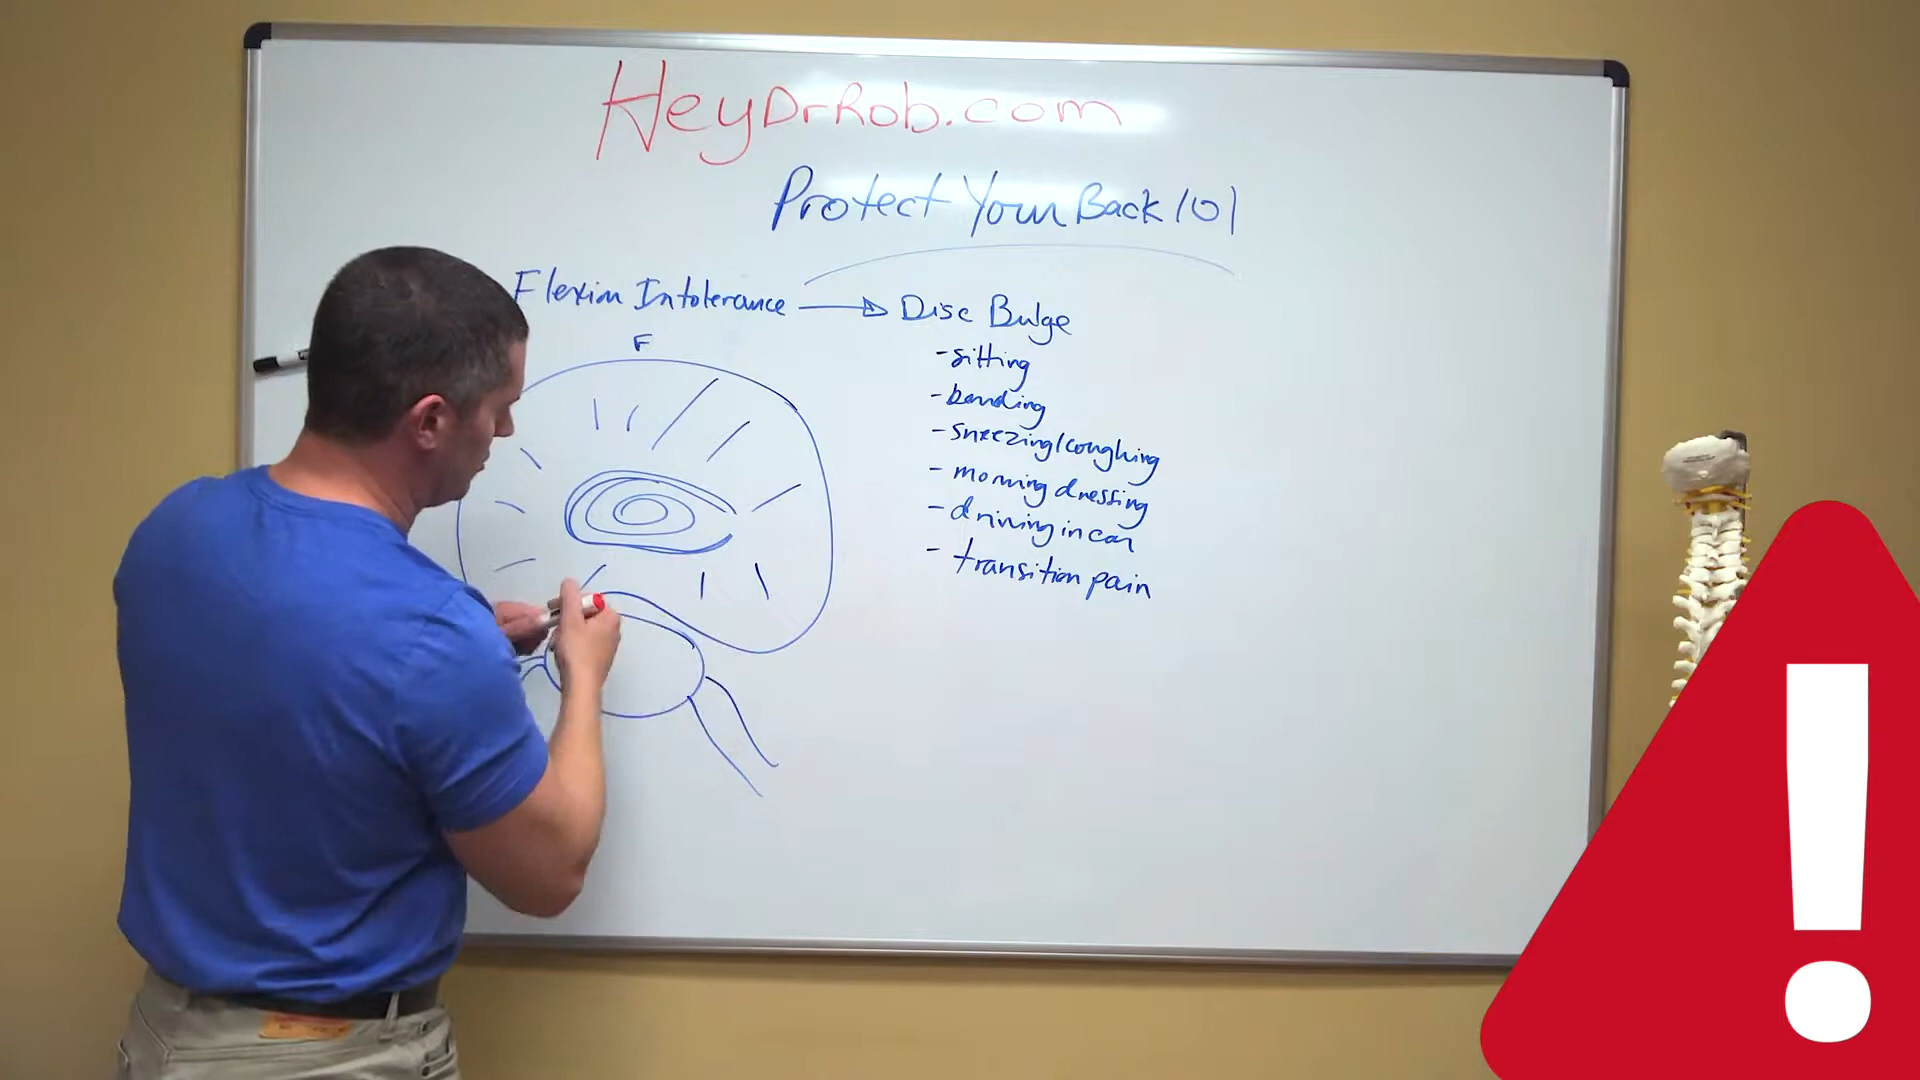 HeyDrRob.com
Protect Your Back 101
Flexion Intolerance
Disc Bulge
F
- sitting
- bending
- sneezing/coughing
- morning dressing
- driving in car
- transition pain
!